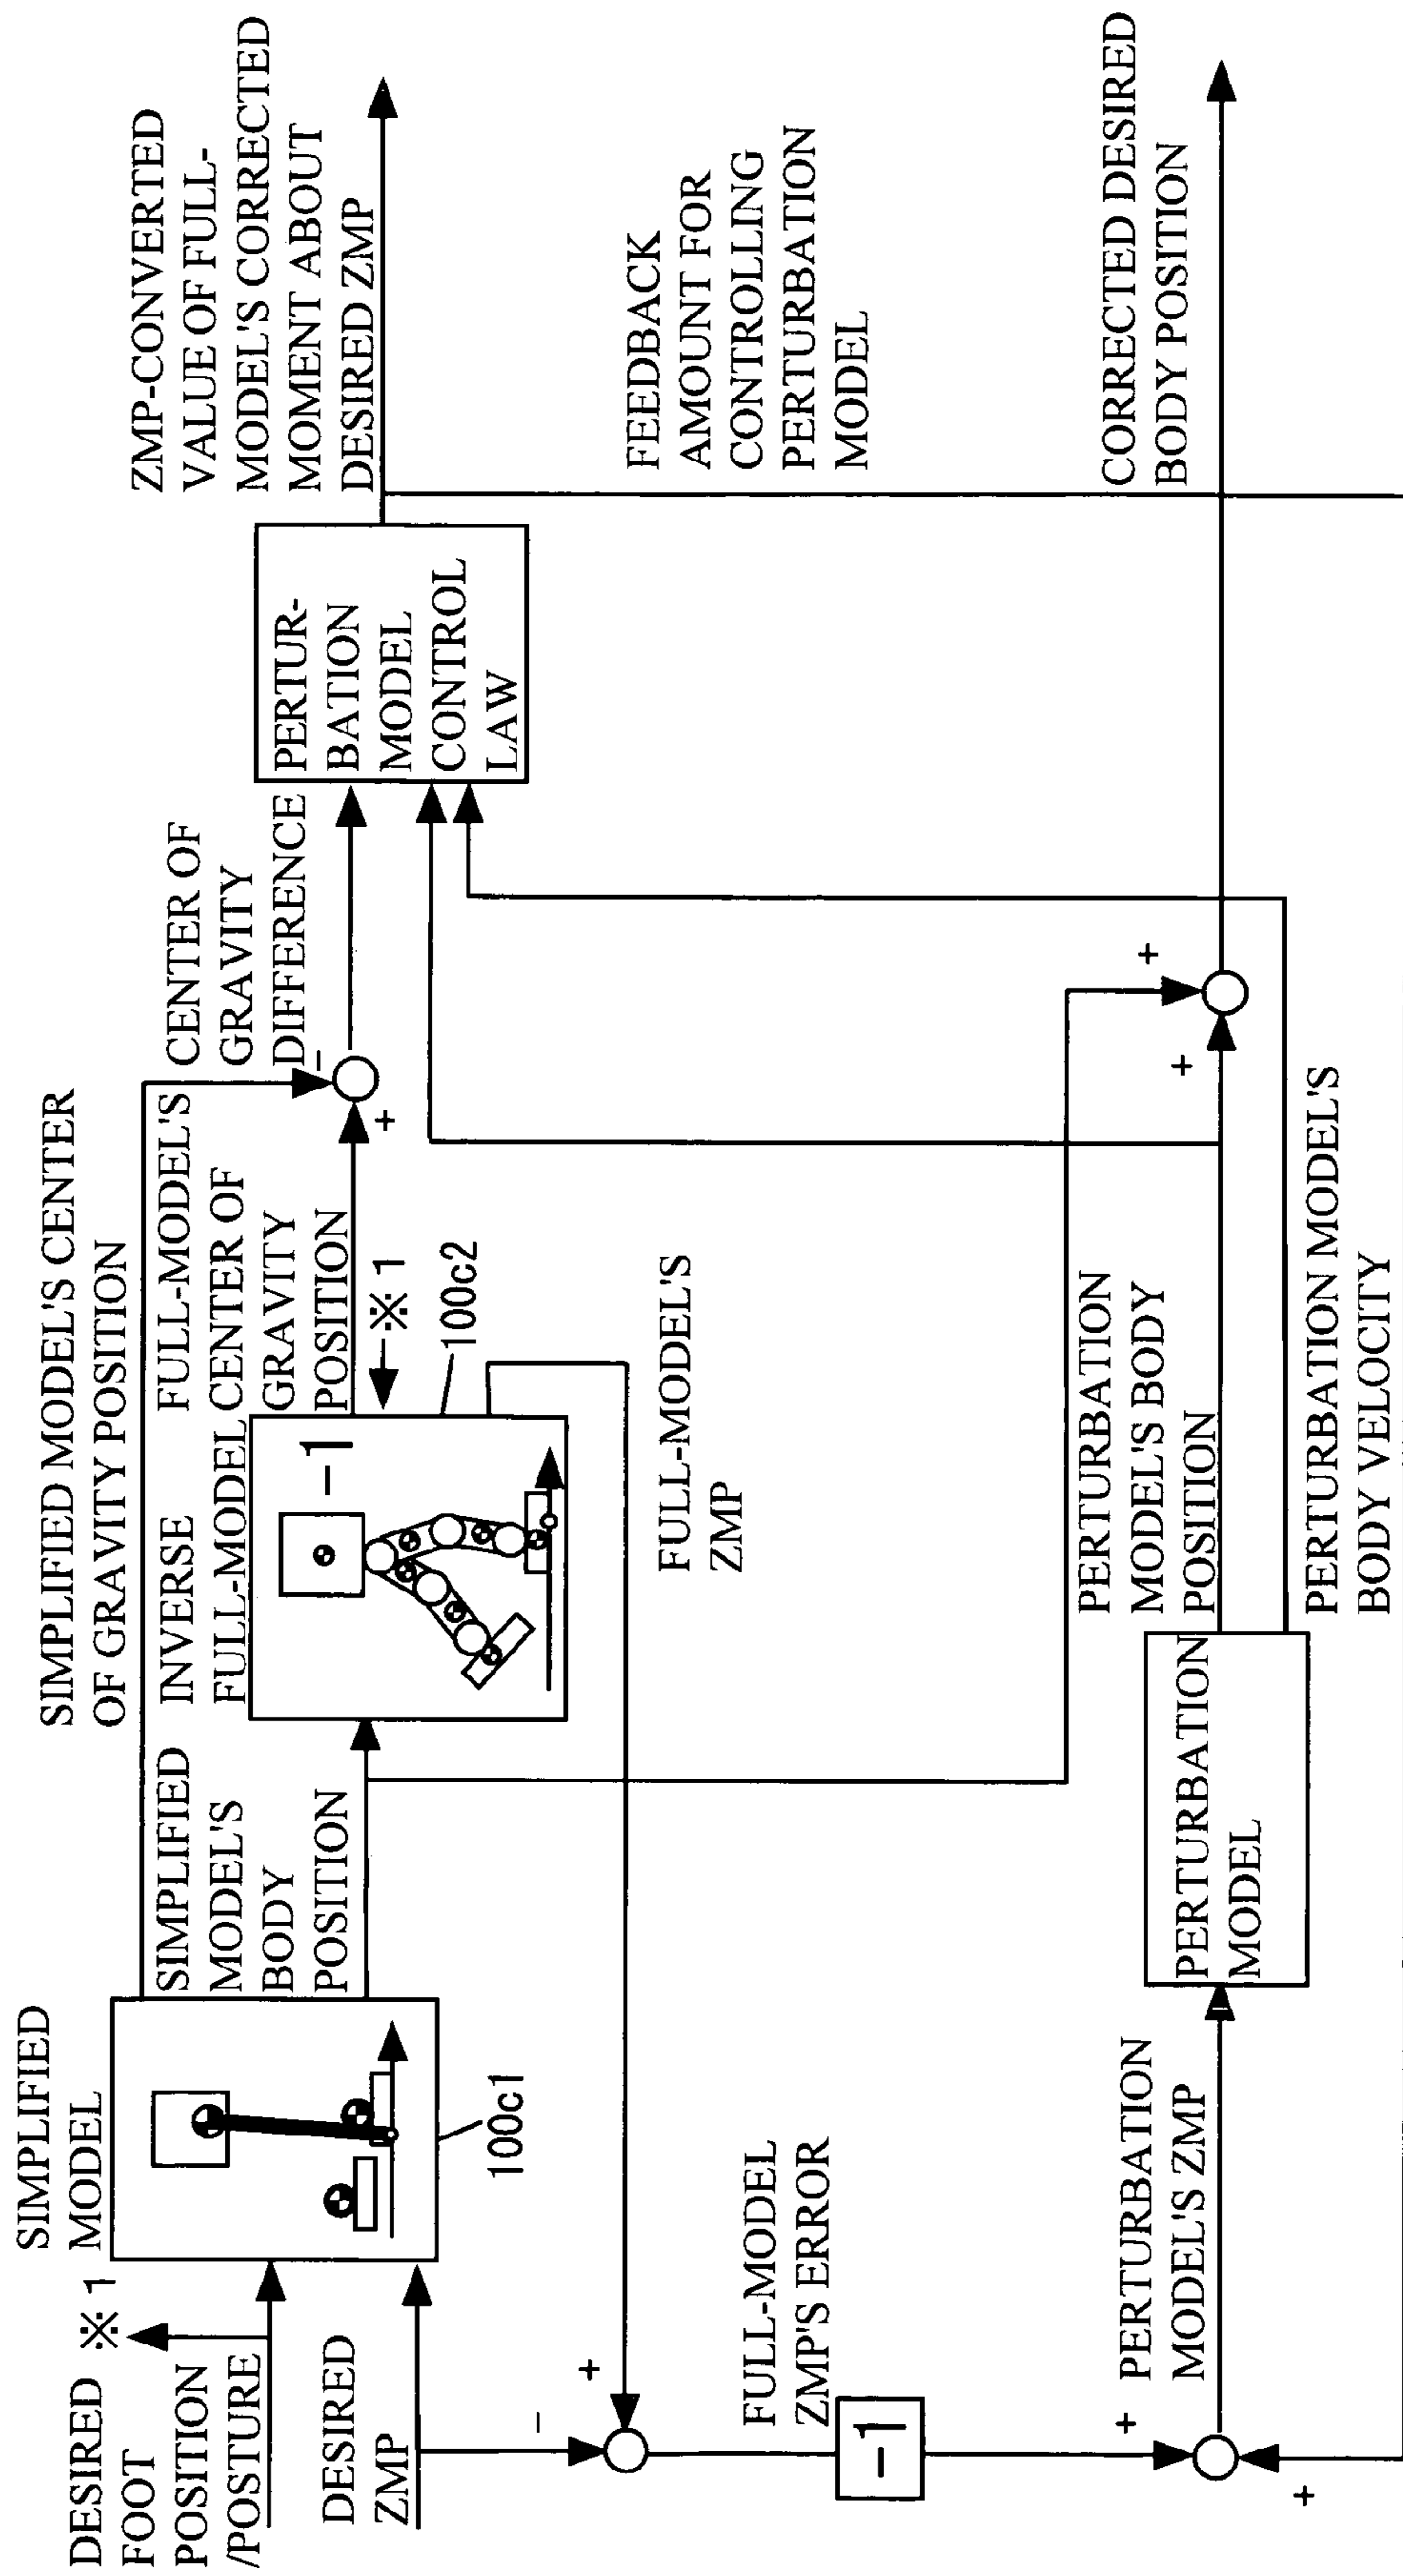 DESIRED
FOOT
POSITION
/POSTURE
※1
DESIRED
ZMP
SIMPLIFIED
MODEL
100c1
SIMPLIFIED MODEL'S CENTER
OF GRAVITY POSITION
SIMPLIFIED
MODEL'S
BODY
POSITION
INVERSE
FULL-MODEL
-1
100c2
※1
FULL-MODEL'S
CENTER OF
GRAVITY
POSITION
+
-
CENTER OF
GRAVITY
DIFFERENCE
PERTUR-
BATION
MODEL
CONTROL
LAW
ZMP-CONVERTED
VALUE OF FULL-
MODEL'S CORRECTED
MOMENT ABOUT
DESIRED ZMP
FULL-MODEL'S
ZMP
-
+
FULL-MODEL
ZMP'S ERROR
-1
FEEDBACK
AMOUNT FOR
CONTROLLING
PERTURBATION
MODEL
+
+
PERTURBATION
MODEL'S ZMP
PERTURBATION
MODEL
PERTURBATION
MODEL'S BODY
POSITION
PERTURBATION MODEL'S
BODY VELOCITY
+
+
CORRECTED DESIRED
BODY POSITION